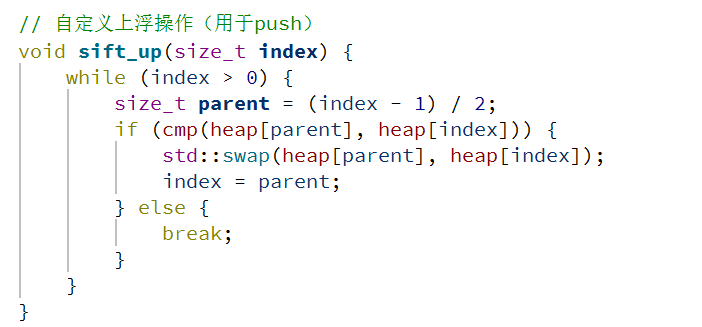 // 自定义上浮操作（用于push）
void sift_up(size_t index) {
    while (index > 0) {
        size_t parent = (index - 1) / 2;
        if (cmp(heap[parent], heap[index])) {
            std::swap(heap[parent], heap[index]);
            index = parent;
        } else {
            break;
        }
    }
}